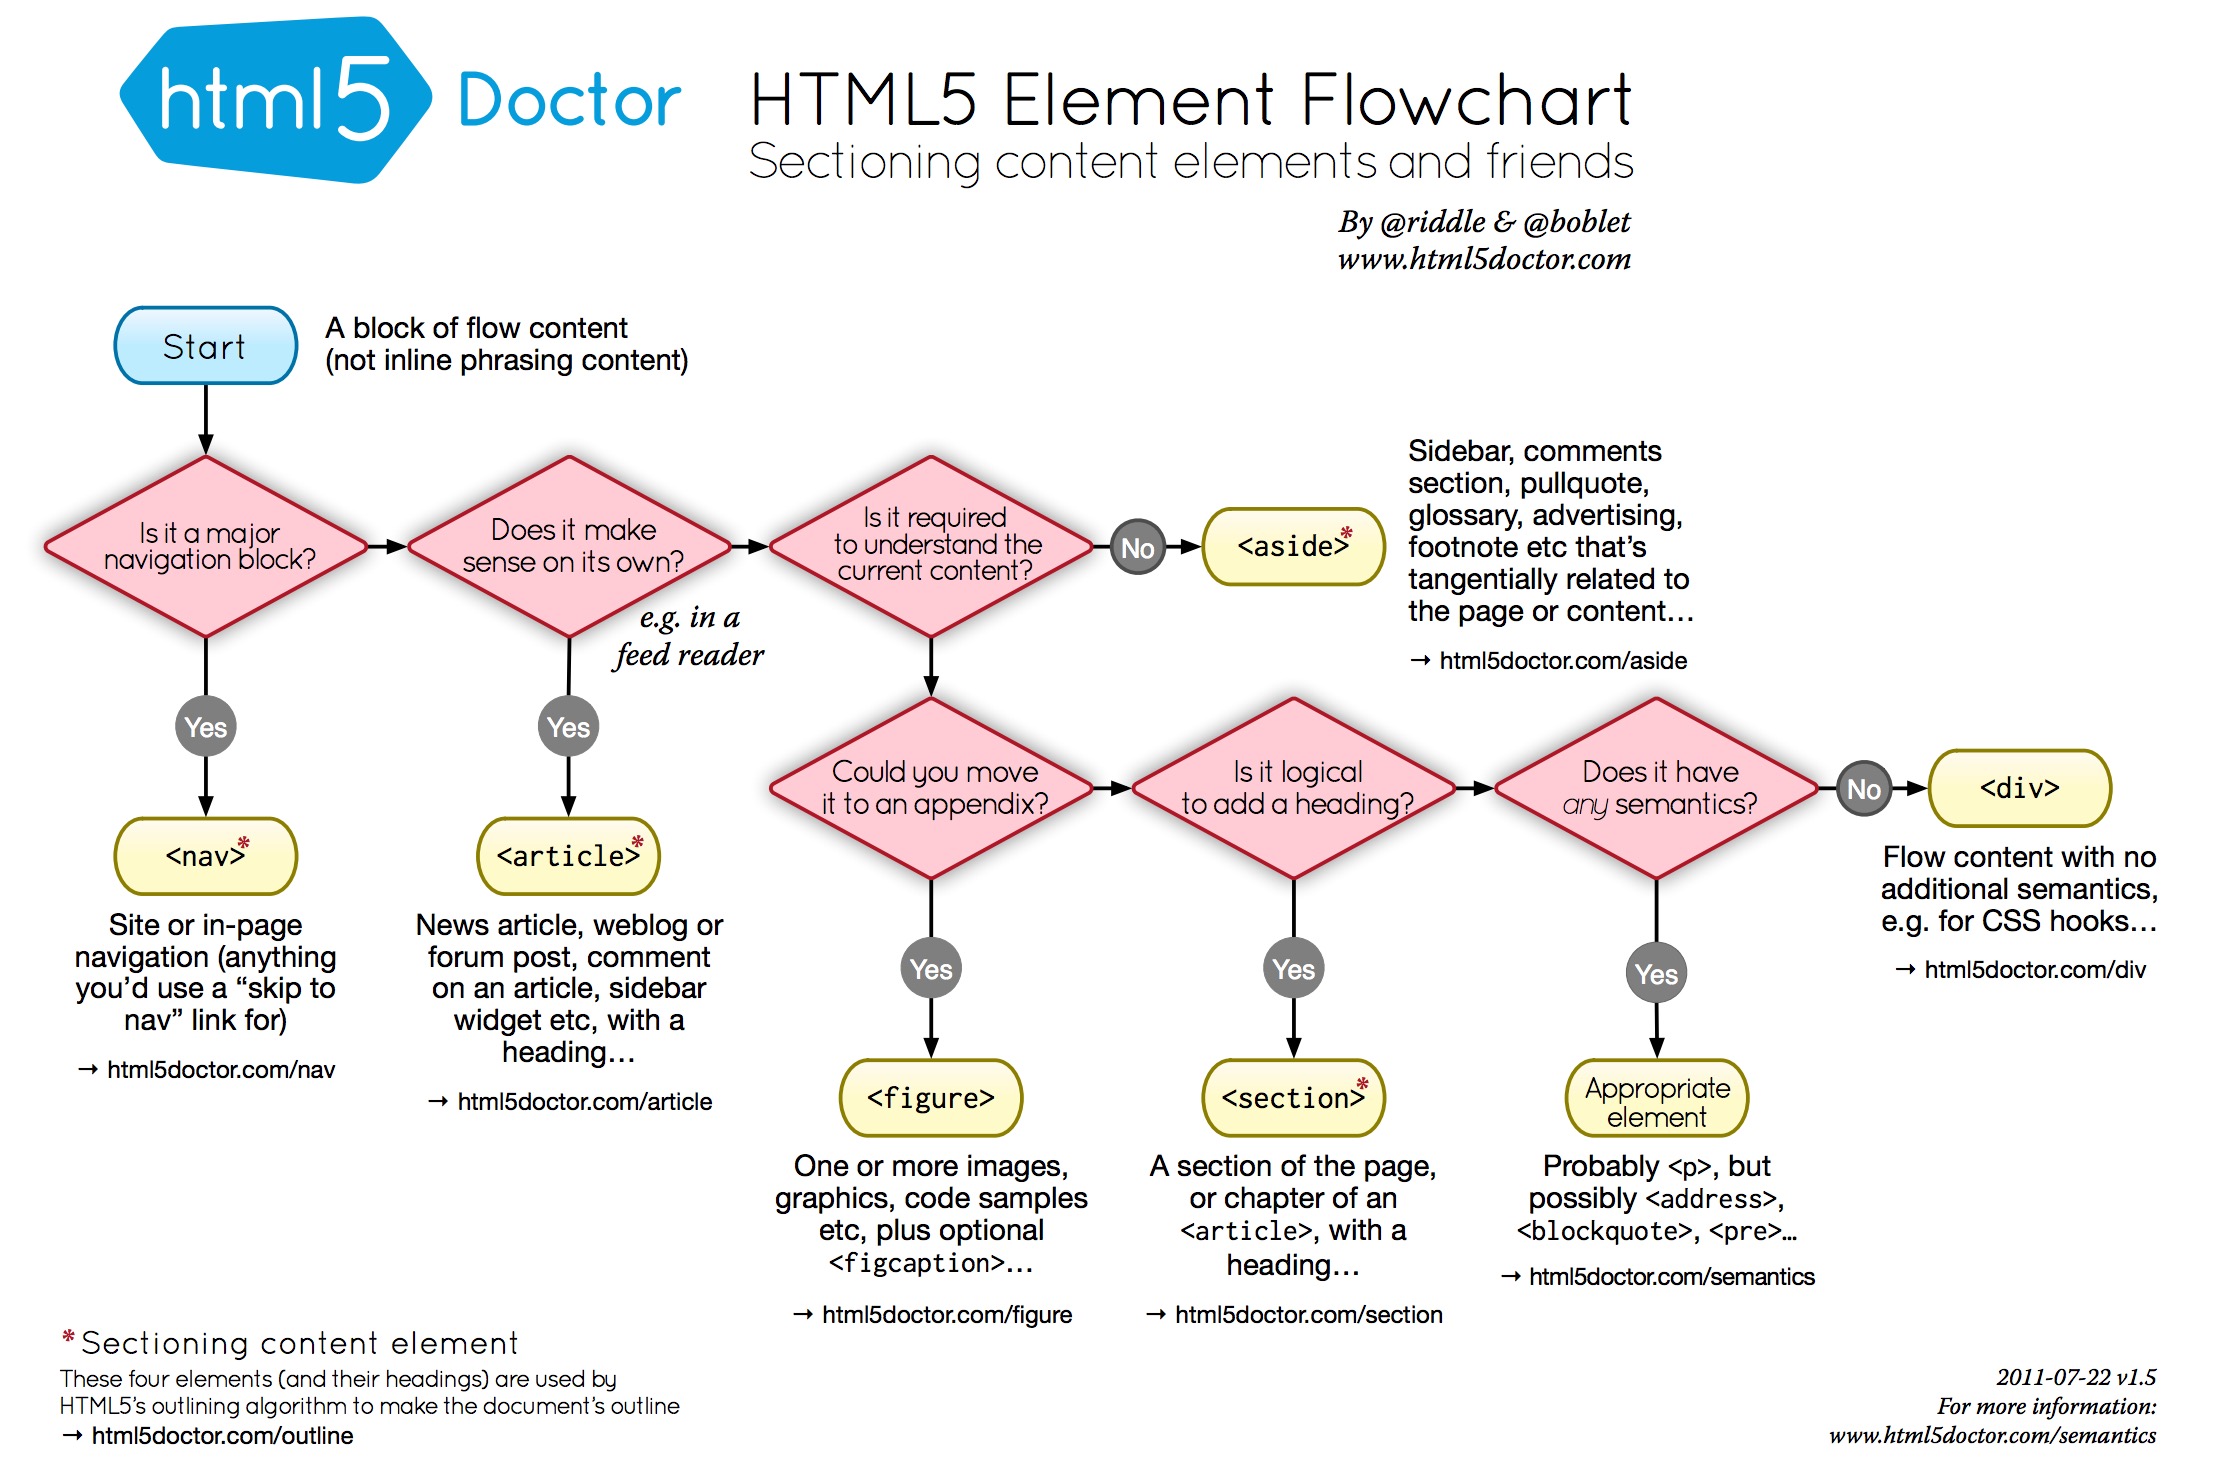 html5 Doctor
HTML5 Element Flowchart
Sectioning content elements and friends
By @riddle & @boblet
www.html5doctor.com
Start
A block of flow content
(not inline phrasing content)
Is it a major
navigation block?
Does it make
sense on its own?
e.g. in a
feed reader
Is it required
to understand the
current content?
No
<aside>*
Sidebar, comments
section, pullquote,
glossary, advertising,
footnote etc that’s
tangentially related to
the page or content…
→ html5doctor.com/aside
Yes
<nav>*
Site or in-page
navigation (anything
you’d use a “skip to
nav” link for)
→ html5doctor.com/nav
Yes
<article>*
News article, weblog or
forum post, comment
on an article, sidebar
widget etc, with a
heading…
→ html5doctor.com/article
Could you move
it to an appendix?
Is it logical
to add a heading?
Does it have
any semantics?
No
<div>
Flow content with no
additional semantics,
e.g. for CSS hooks…
→ html5doctor.com/div
Yes
<figure>
One or more images,
graphics, code samples
etc, plus optional
<figcaption>…
→ html5doctor.com/figure
Yes
<section>*
A section of the page,
or chapter of an
<article>, with a
heading…
→ html5doctor.com/section
Yes
Appropriate
element
Probably <p>, but
possibly <address>,
<blockquote>, <pre>…
→ html5doctor.com/semantics
* Sectioning content element
These four elements (and their headings) are used by
HTML5’s outlining algorithm to make the document’s outline
→ html5doctor.com/outline
2011-07-22 v1.5
For more information:
www.html5doctor.com/semantics